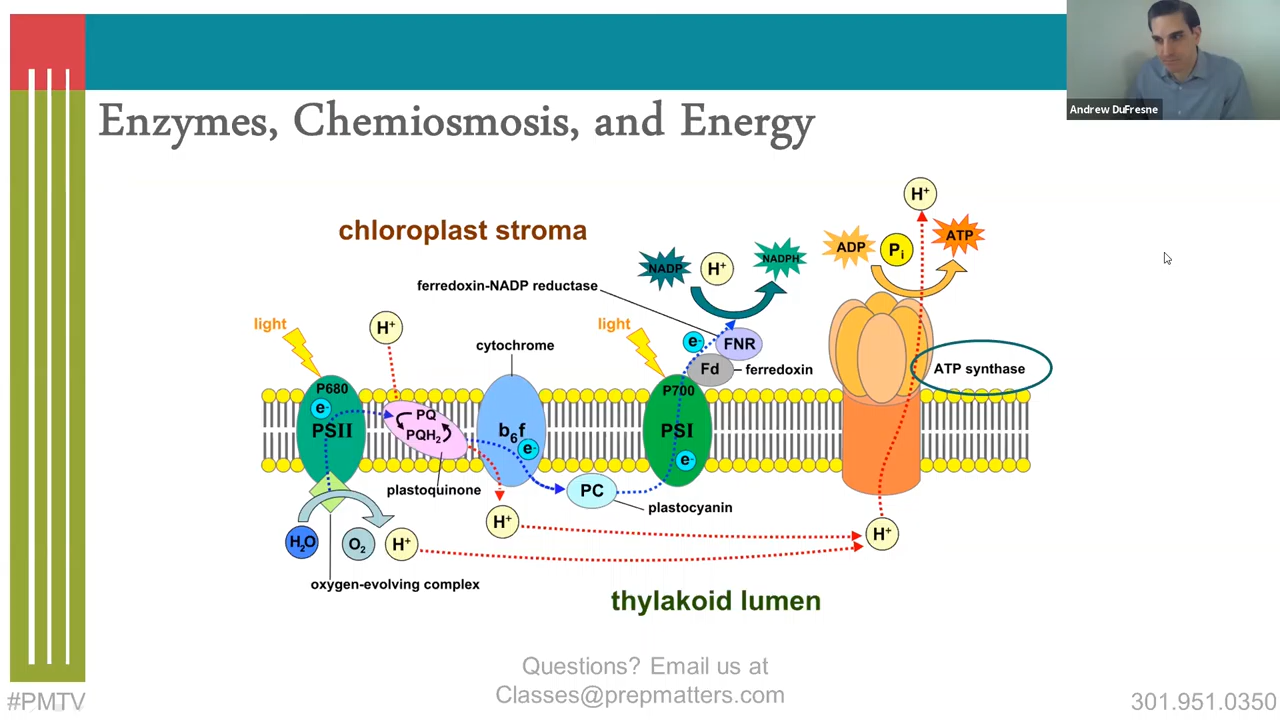 Andrew DuFresne
Enzymes, Chemiosmosis, and Energy
H+
chloroplast stroma
ADP
Pi
ATP
NADP
H+
NADPH
ferredoxin-NADP reductase
light
H+
light
cytochrome
e-
FNR
Fd
ferredoxin
ATP synthase
P680
P700
e-
PQ
PSII
PQH2
b6f
PSI
e-
e-
plastoquinone
PC
plastocyanin
H+
H+
H2O
O2
H+
oxygen-evolving complex
thylakoid lumen
Questions? Email us at
Classes@prepmatters.com
#PMTV
301.951.0350